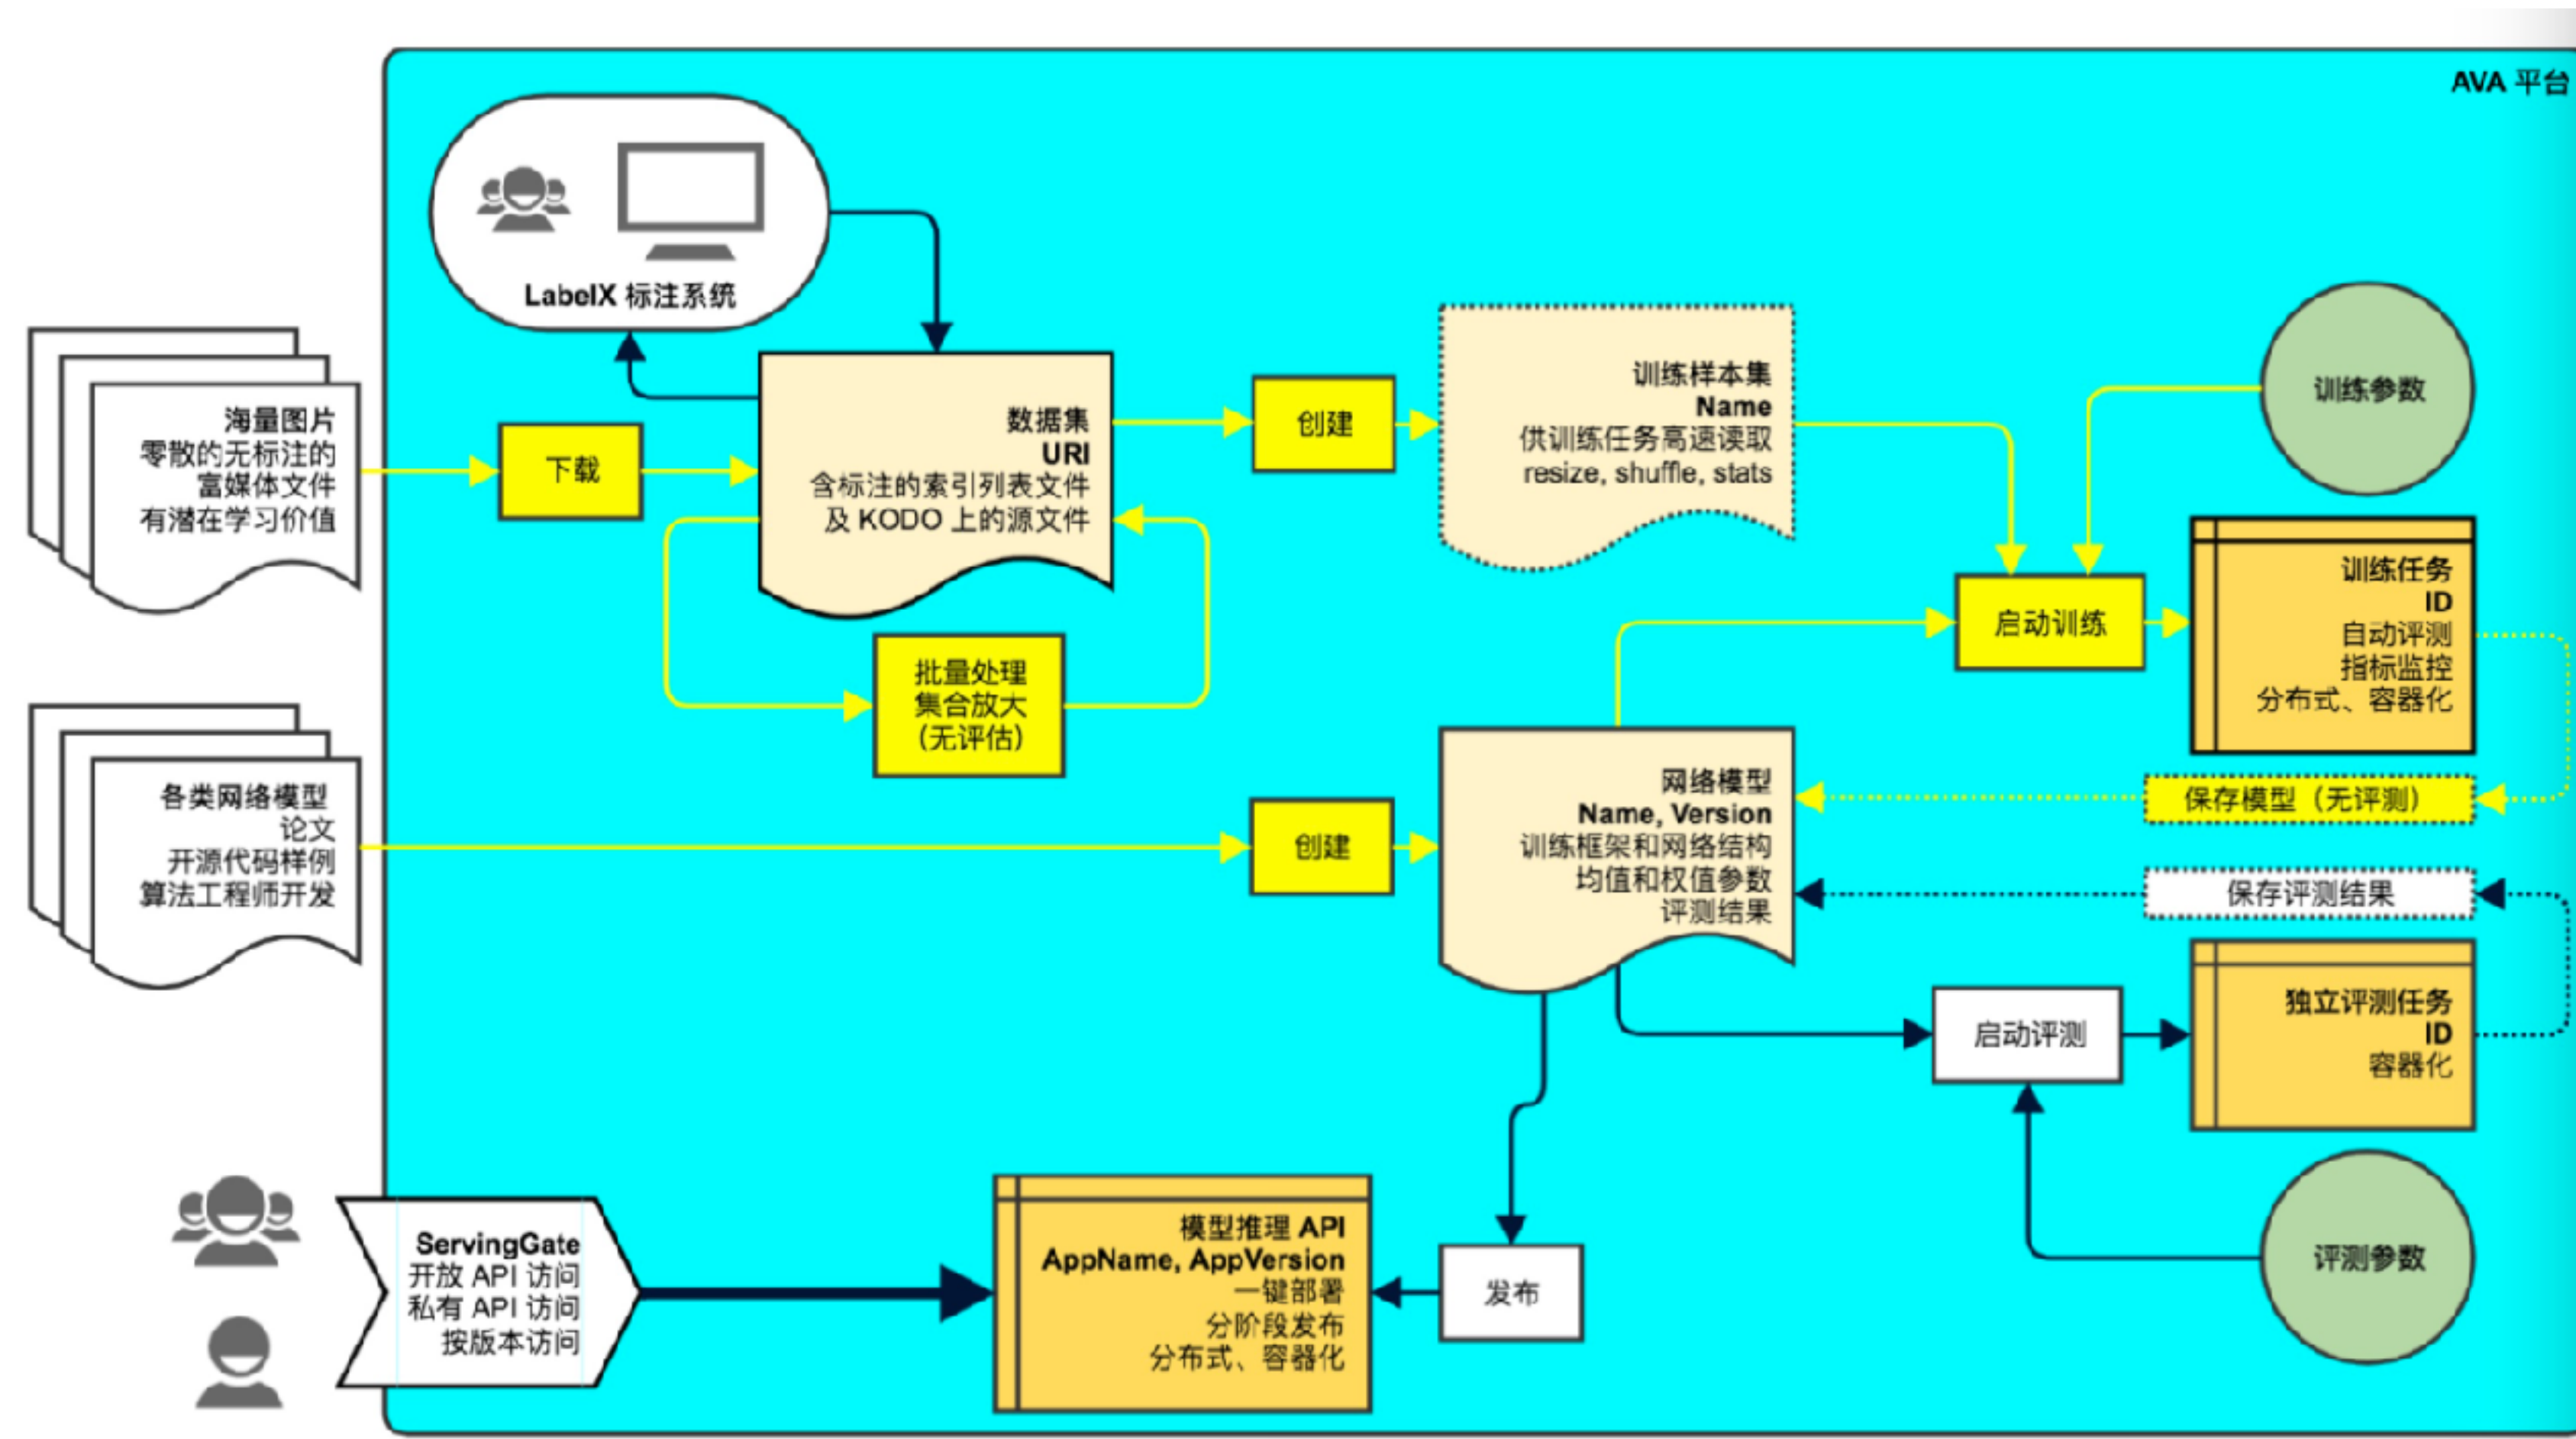 AVA 平台
LabelX 标注系统
海量图片
零散的无标注的
富媒体文件
有潜在学习价值
下载
数据集
URI
含标注的索引列表文件
及 KODO 上的源文件
批量处理
集合放大
（无评估）
创建
训练样本集
Name
供训练任务高速读取
resize, shuffle, stats
训练参数
启动训练
训练任务
ID
自动评测
指标监控
分布式、容器化
各类网络模型
论文
开源代码样例
算法工程师开发
创建
网络模型
Name, Version
训练框架和网络结构
均值和权值参数
评测结果
保存模型（无评测）
保存评测结果
启动评测
独立评测任务
ID
容器化
评测参数
ServingGate
开放 API 访问
私有 API 访问
按版本访问
模型推理 API
AppName, AppVersion
一键部署
分阶段发布
分布式、容器化
发布